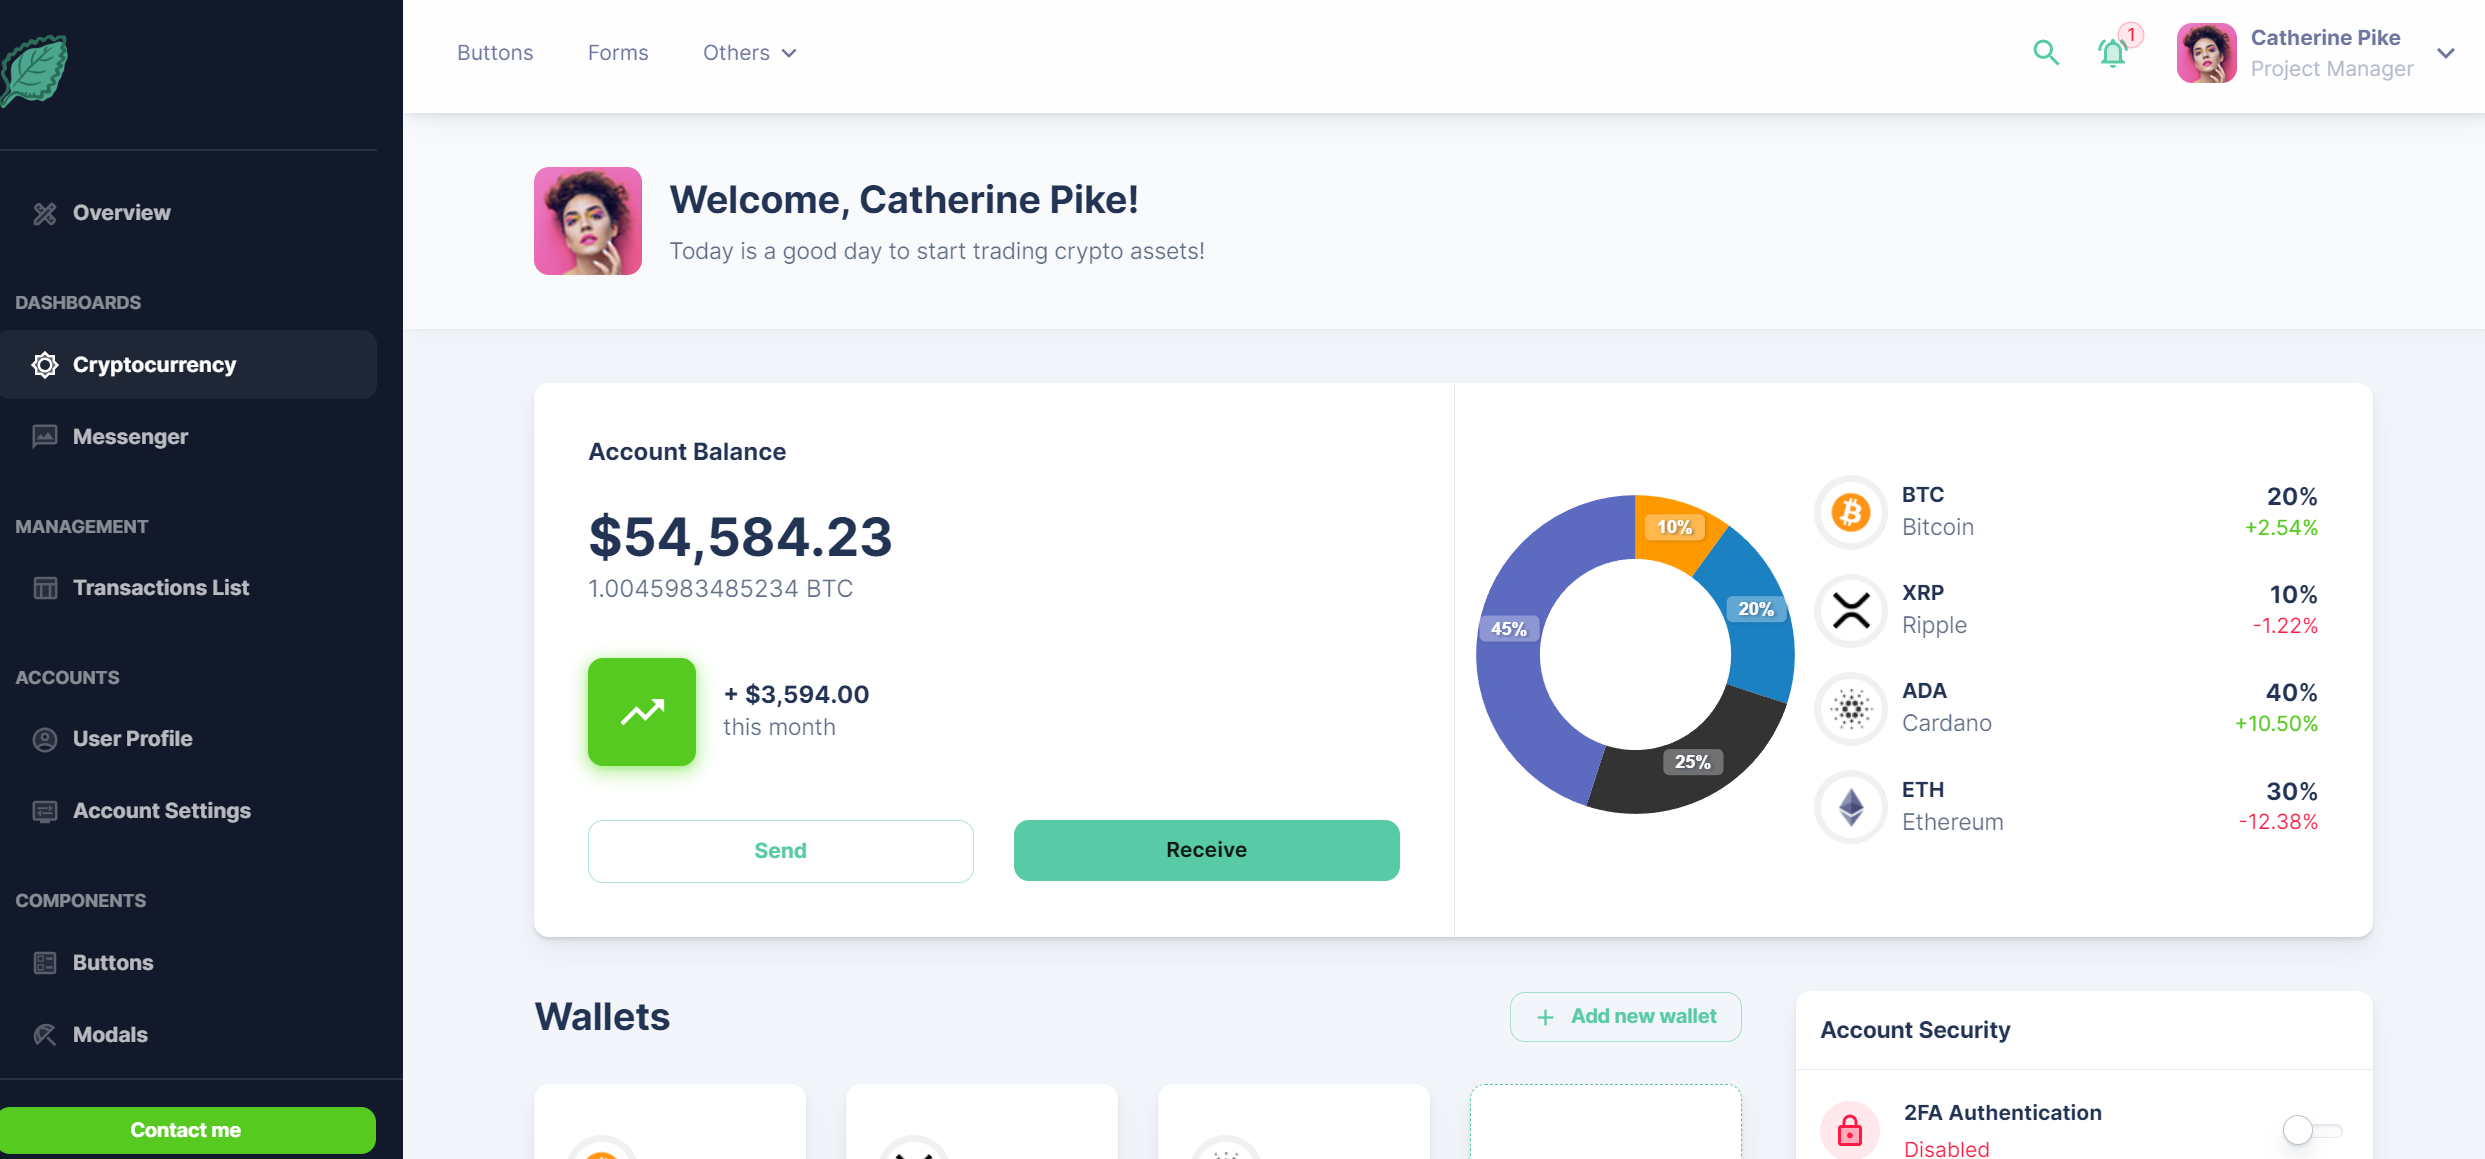 Buttons
Forms
Others
1
Catherine Pike
Project Manager
Overview
DASHBOARDS
Cryptocurrency
Messenger
MANAGEMENT
Transactions List
ACCOUNTS
User Profile
Account Settings
COMPONENTS
Buttons
Modals
Contact me
Welcome, Catherine Pike!
Today is a good day to start trading crypto assets!
Account Balance
$54,584.23
1.0045983485234 BTC
+ $3,594.00
this month
Send
Receive
10%
20%
45%
25%
BTC
Bitcoin
20%
+2.54%
XRP
Ripple
10%
-1.22%
ADA
Cardano
40%
+10.50%
ETH
Ethereum
30%
-12.38%
Wallets
Add new wallet
Account Security
2FA Authentication
Disabled